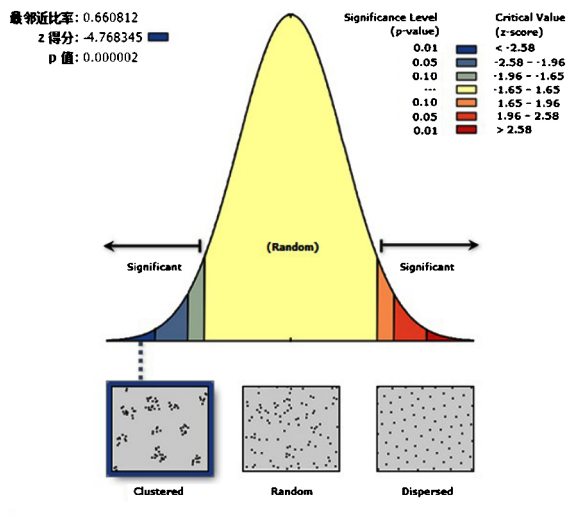 最邻近比率: 0.660812
z 得分: -4.768345
p 值: 0.000002
Significance Level
(p-value)
Critical Value
(z-score)
0.01 < -2.58
0.05 -2.58 – -1.96
0.10 -1.96 – -1.65
--- -1.65 – 1.65
0.10 1.65 – 1.96
0.05 1.96 – 2.58
0.01 > 2.58
(Random)
Significant
Significant
Clustered
Random
Dispersed